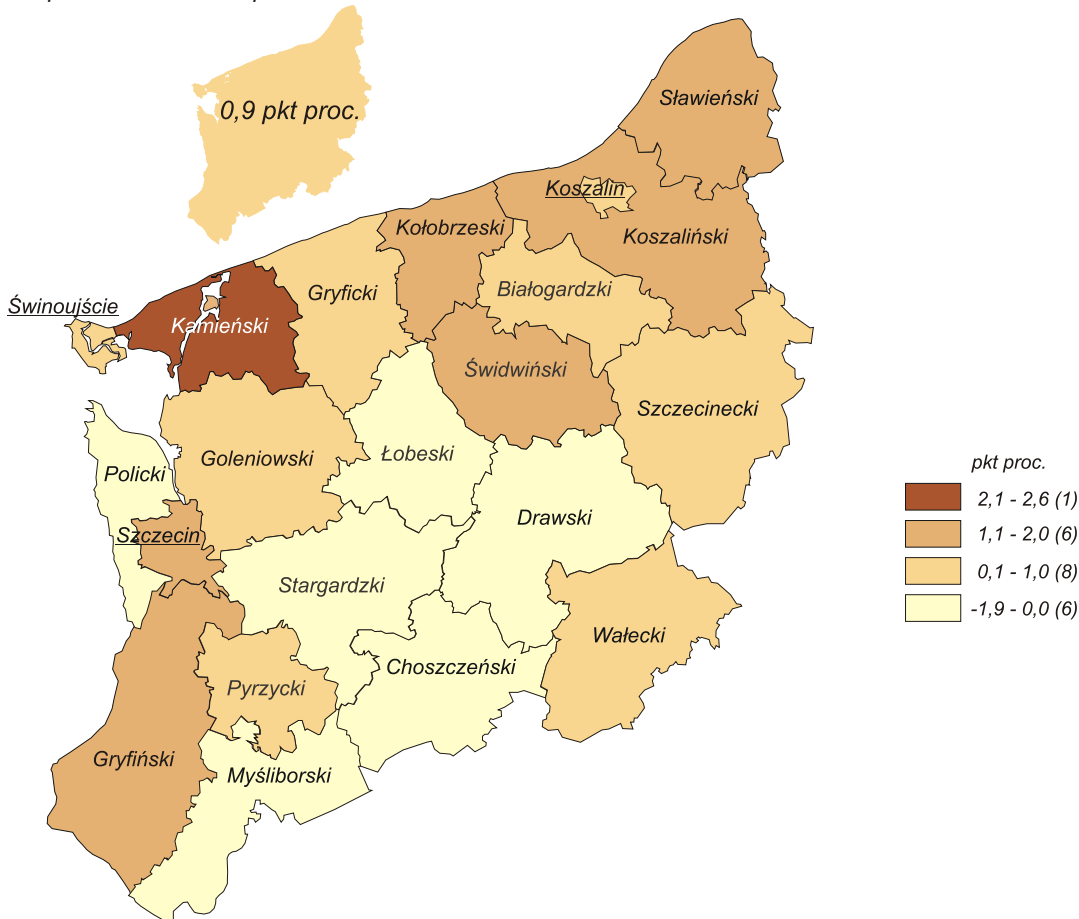 0,9 pkt proc.
Sławieński
Koszalin
Kołobrzeski
Koszaliński
Białogardzki
Gryficki
Świnoujście
Kamieński
Świdwiński
Szczecinecki
Łobeski
Goleniowski
Policki
Drawski
Szczecin
Stargardzki
Wałecki
Choszczeński
Pyrzycki
Gryfiński
Myśliborski
pkt proc.
2,1 - 2,6 (1)
1,1 - 2,0 (6)
0,1 - 1,0 (8)
-1,9 - 0,0 (6)